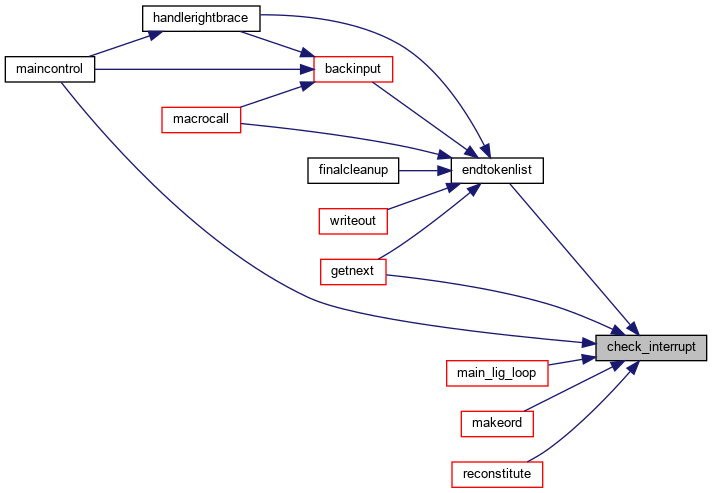 handlerightbrace
maincontrol
backinput
macrocall
finalcleanup
endtokenlist
writeout
getnext
check_interrupt
main_lig_loop
makeord
reconstitute